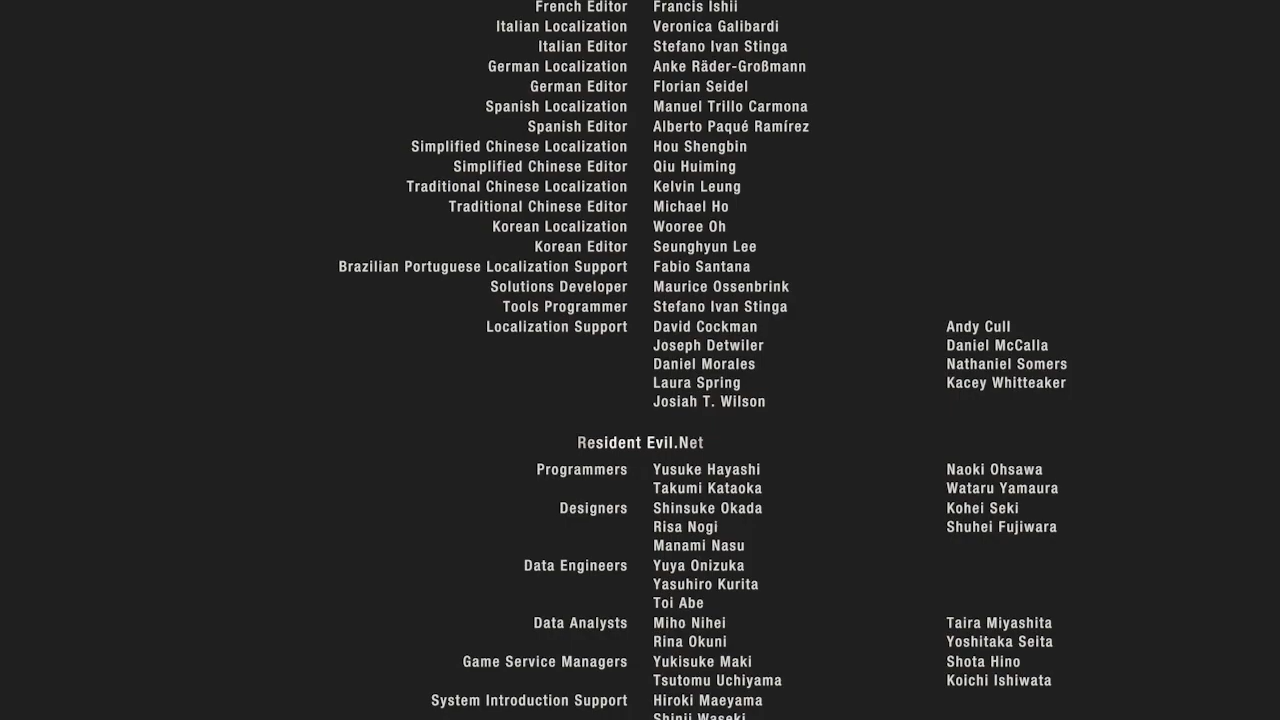 French Editor Francis Ishii
Italian Localization Veronica Galibardi
Italian Editor Stefano Ivan Stinga
German Localization Anke Räder-Großmann
German Editor Florian Seidel
Spanish Localization Manuel Trillo Carmona
Spanish Editor Alberto Paqué Ramírez
Simplified Chinese Localization Hou Shengbin
Simplified Chinese Editor Qiu Huiming
Traditional Chinese Localization Kelvin Leung
Traditional Chinese Editor Michael Ho
Korean Localization Wooree Oh
Korean Editor Seunghyun Lee
Brazilian Portuguese Localization Support Fabio Santana
Solutions Developer Maurice Ossenbrink
Tools Programmer Stefano Ivan Stinga
Localization Support David Cockman Andy Cull
Joseph Detwiler Daniel McCalla
Daniel Morales Nathaniel Somers
Laura Spring Kacey Whitteaker
Josiah T. Wilson
Resident Evil.Net
Programmers Yusuke Hayashi Naoki Ohsawa
Takumi Kataoka Wataru Yamaura
Designers Shinsuke Okada Kohei Seki
Risa Nogi Shuhei Fujiwara
Manami Nasu
Data Engineers Yuya Onizuka
Yasuhiro Kurita
Toi Abe
Data Analysts Miho Nihei Taira Miyashita
Rina Okuni Yoshitaka Seita
Game Service Managers Yukisuke Maki Shota Hino
Tsutomu Uchiyama Koichi Ishiwata
System Introduction Support Hiroki Maeyama
Shinji Waseki